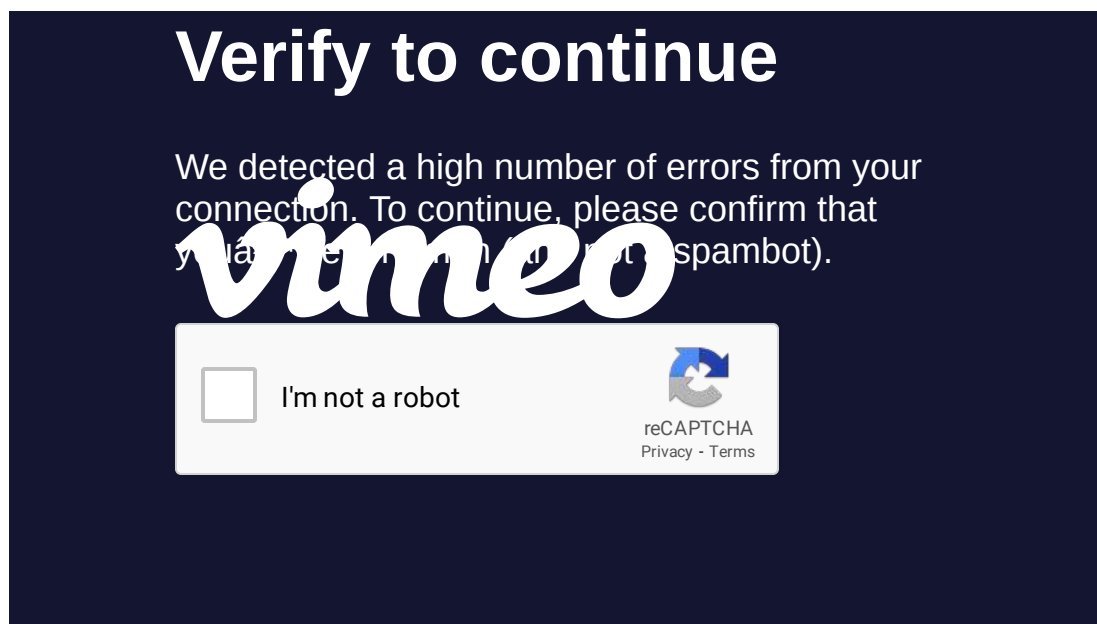 Verify to continue
We detected a high number of errors from your
connection. To continue, please confirm that
spambot).
vimeo
I'm not a robot
reCAPTCHA
Privacy - Terms